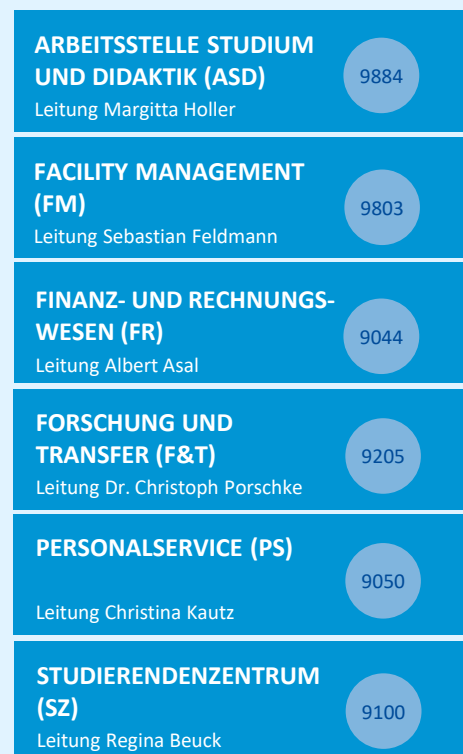 ARBEITSSTELLE STUDIUM
UND DIDAKTIK (ASD)
Leitung Margitta Holler
9884
FACILITY MANAGEMENT
(FM)
Leitung Sebastian Feldmann
9803
FINANZ- UND RECHNUNGS-
WESEN (FR)
Leitung Albert Asal
9044
FORSCHUNG UND
TRANSFER (F&T)
Leitung Dr. Christoph Porschke
9205
PERSONALSERVICE (PS)
Leitung Christina Kautz
9050
STUDIERENDENZENTRUM
(SZ)
Leitung Regina Beuck
9100